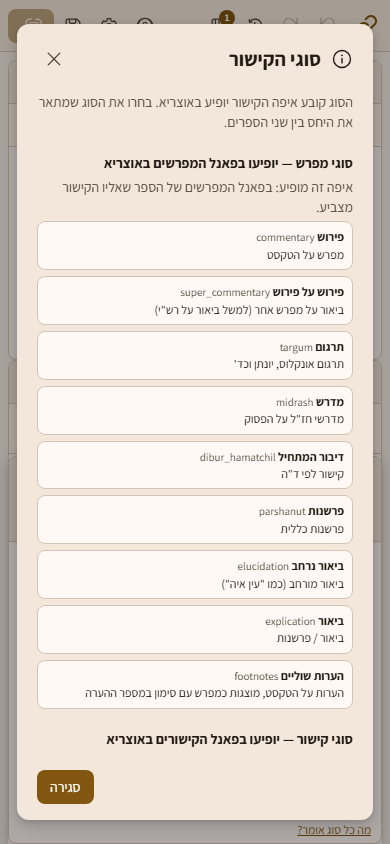 1
סוגי הקישור
הסוג קובע איפה הקישור יופיע באוצריא. בחרו את הסוג שמתאר
את היחס בין שני הספרים.
סוגי מפרש — יופיעו בפאנל המפרשים באוצריא
איפה זה מופיע: בפאנל המפרשים של הספר שאליו הקישור
מצביע.
פירוש commentary
מפרש על הטקסט
פירוש על פירוש super_commentary
ביאור על מפרש אחר (למשל ביאור על רש"י)
תרגום targum
תרגום אונקלוס, יונתן וכד'
מדרש midrash
מדרשי חז"ל על הפסוק
דיבור המתחיל dibur_hamatchil
קישור לפי ד"ה
פרשנות parshanut
פרשנות כללית
ביאור נרחב elucidation
ביאור מורחב (כמו "עין איה")
ביאור explication
ביאור / פרשנות
הערות שוליים footnotes
הערות על הטקסט, מוצגות כמפרש עם סימון במספר ההערה
סוגי קישור — יופיעו בפאנל הקישורים באוצריא
סגירה
מה כל סוג אומר?